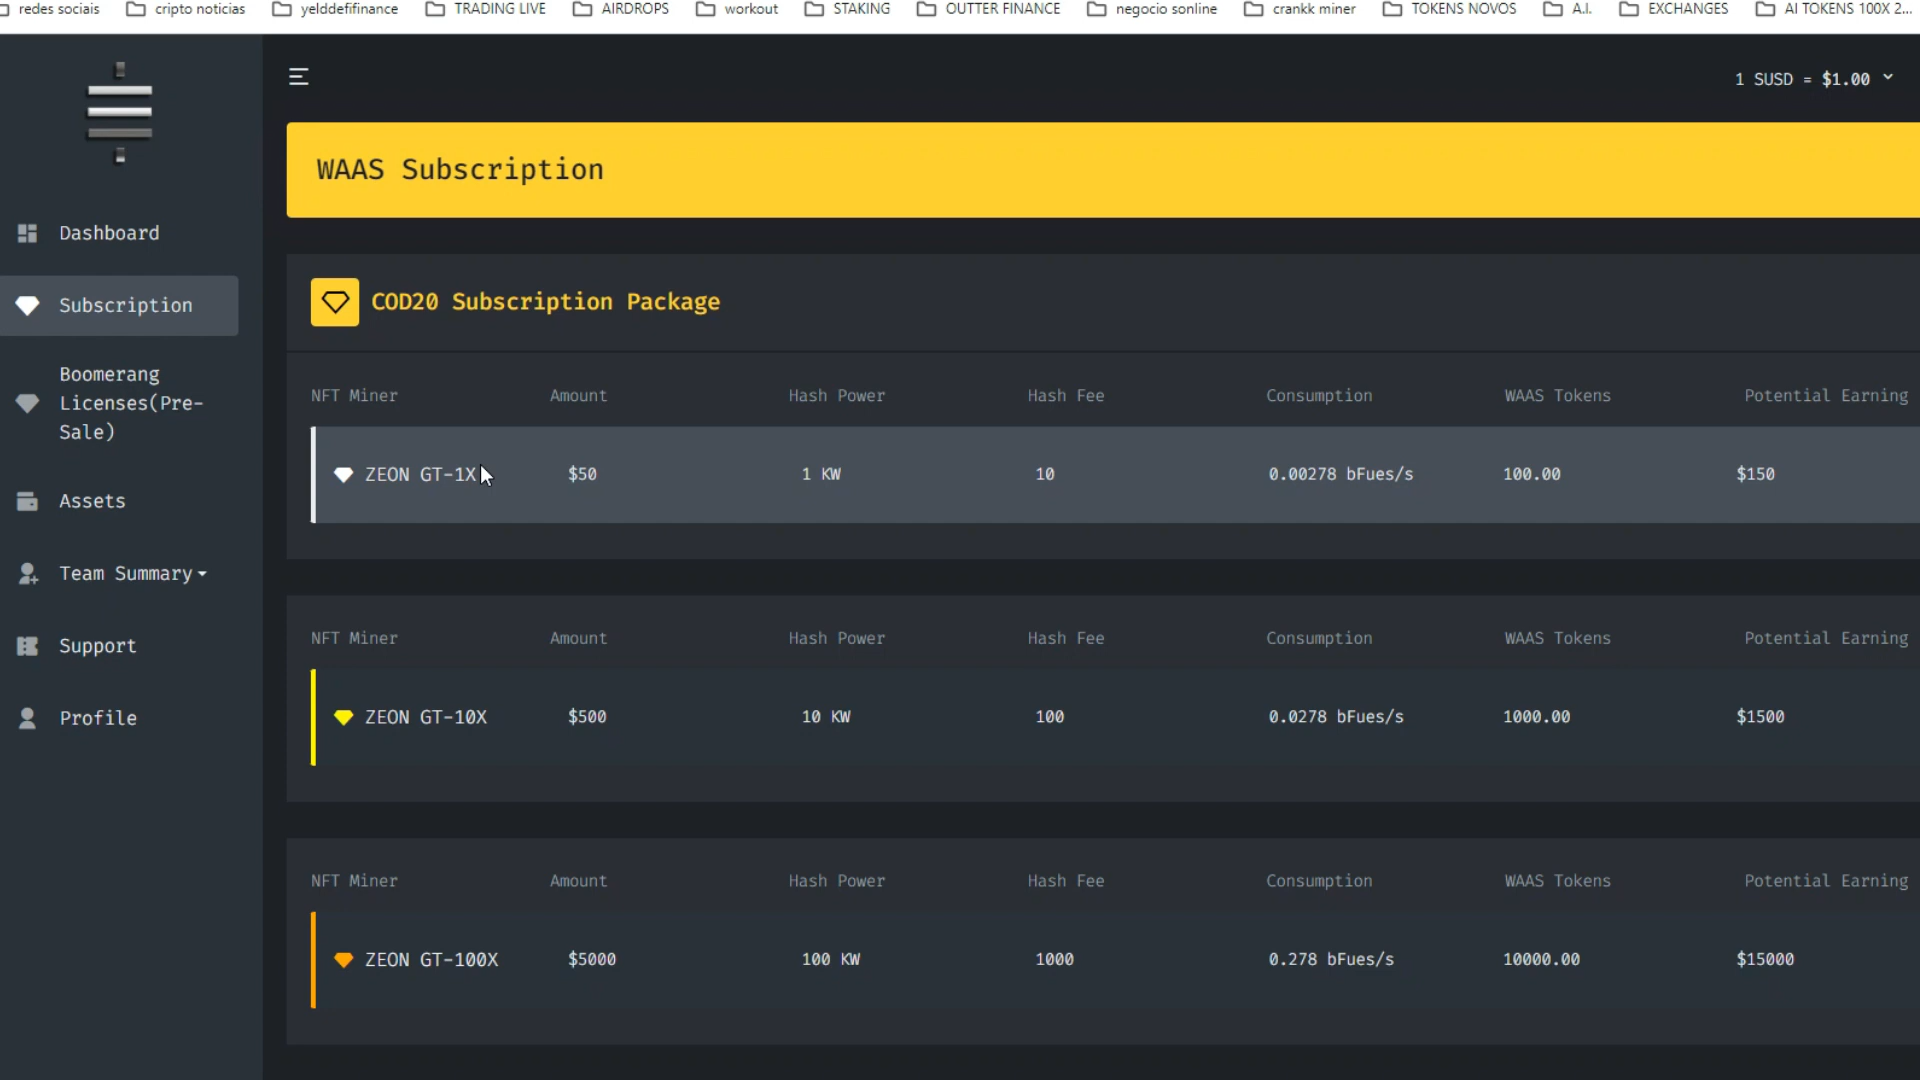 redes sociais cripto noticias yelddefifinance TRADING LIVE AIRDROPS workout STAKING OUTTER FINANCE negocio sonline crankk miner TOKENS NOVOS A.I. EXCHANGES AI TOKENS 100X 2...
1 SUSD = $1.00
WAAS Subscription
Dashboard
Subscription
Boomerang
Licenses(Pre-
Sale)
Assets
Team Summary
Support
Profile
COD20 Subscription Package
NFT Miner Amount Hash Power Hash Fee Consumption WAAS Tokens Potential Earning
ZEON GT-1X $50 1 KW 10 0.00278 bFues/s 100.00 $150
NFT Miner Amount Hash Power Hash Fee Consumption WAAS Tokens Potential Earning
ZEON GT-10X $500 10 KW 100 0.0278 bFues/s 1000.00 $1500
NFT Miner Amount Hash Power Hash Fee Consumption WAAS Tokens Potential Earning
ZEON GT-100X $5000 100 KW 1000 0.278 bFues/s 10000.00 $15000